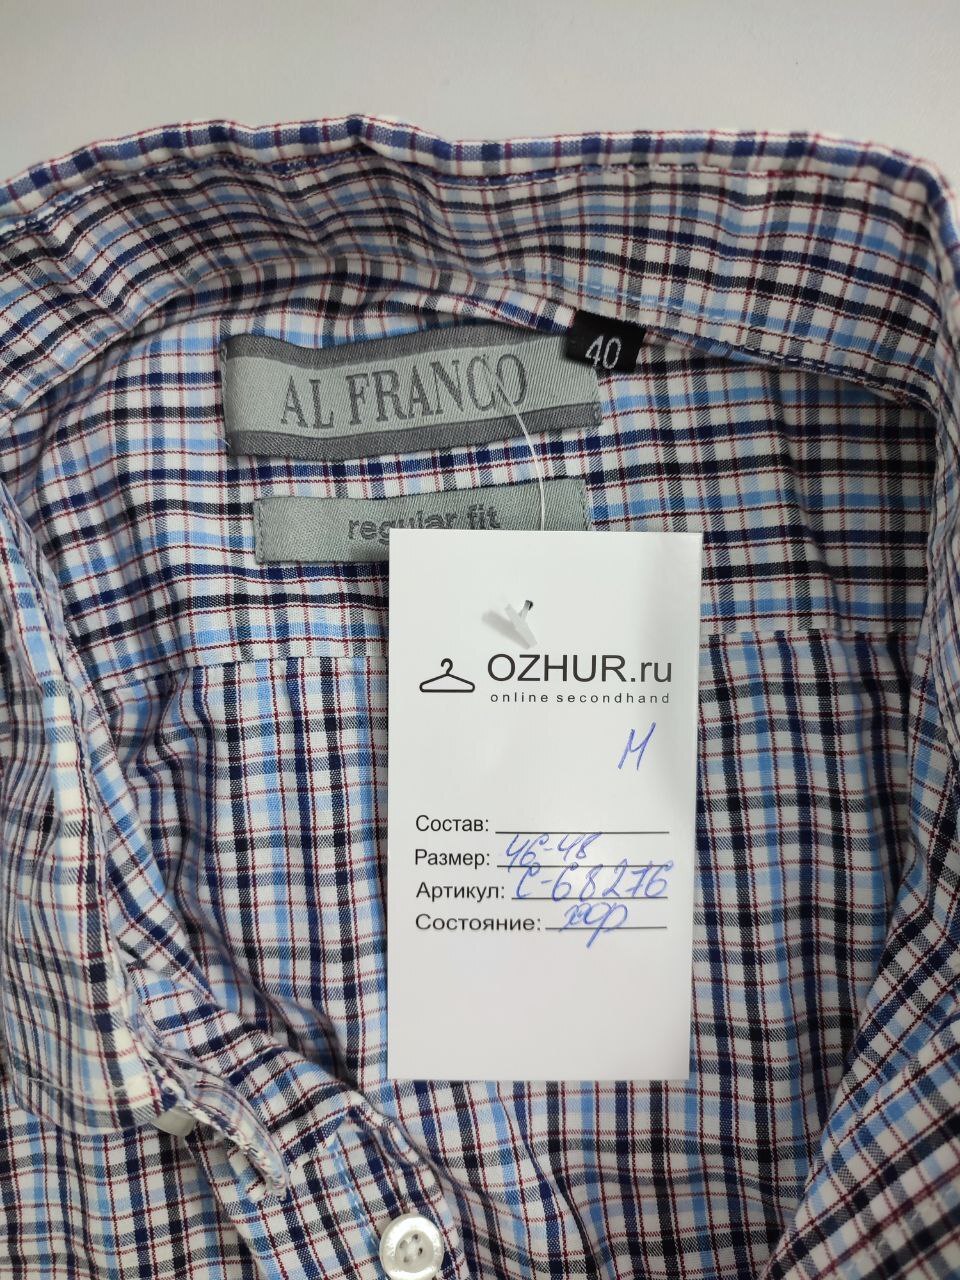 40
AL FRANCO
regular fit
OZHUR.ru
online secondhand
М
Состав:
Размер: 46-48
Артикул: С-68276
Состояние: хор